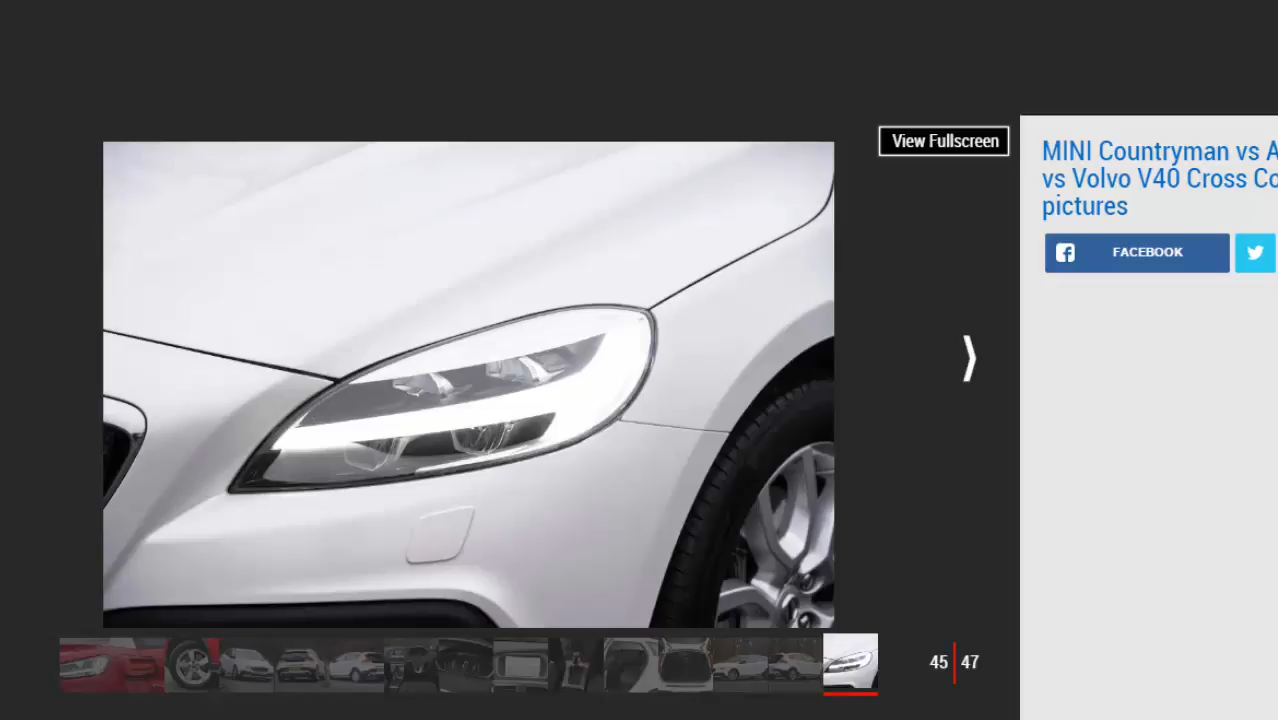 View Fullscreen
MINI Countryman vs A
vs Volvo V40 Cross Co
pictures
FACEBOOK
45 47